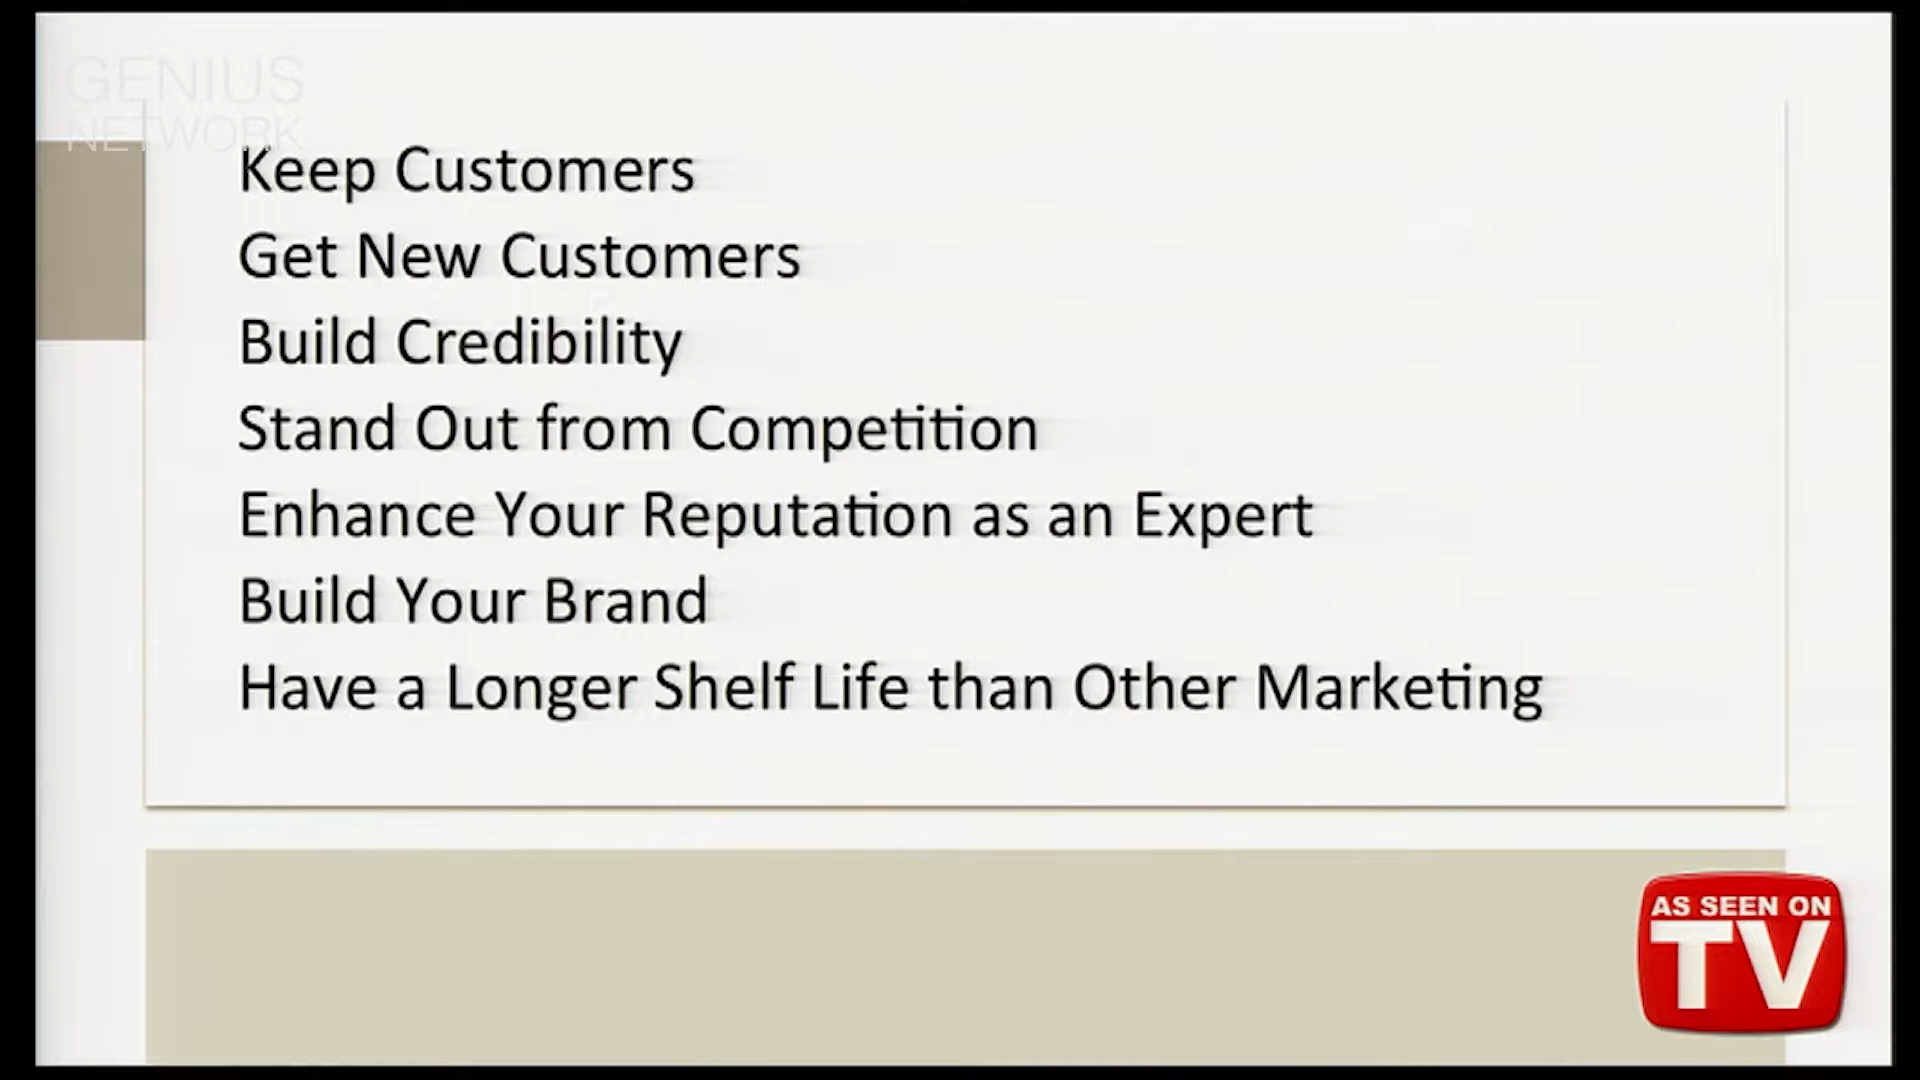 GENIUS
NETWORK
Keep Customers
Get New Customers
Build Credibility
Stand Out from Competition
Enhance Your Reputation as an Expert
Build Your Brand
Have a Longer Shelf Life than Other Marketing
AS SEEN ON
TV